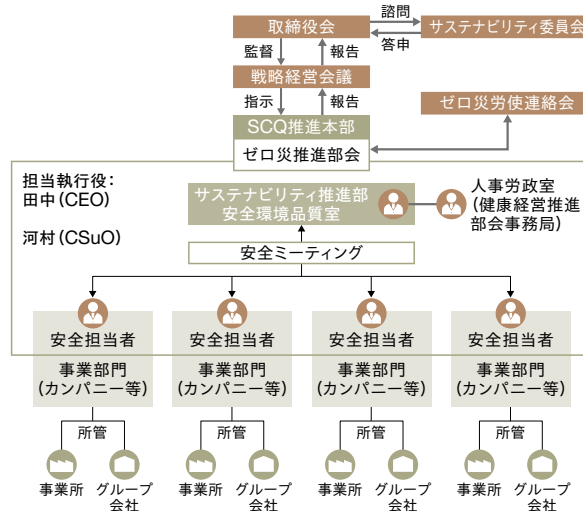 取締役会
諮問
サステナビリティ委員会
答申
監督
報告
戦略経営会議
指示
報告
ゼロ災労使連絡会
SCQ推進本部
ゼロ災推進部会
担当執行役：
田中（CEO）
河村（CSuO）
サステナビリティ推進部
安全環境品質室
人事労政室
（健康経営推進
部会事務局）
安全ミーティング
安全担当者
安全担当者
安全担当者
安全担当者
事業部門
（カンパニー等）
事業部門
（カンパニー等）
事業部門
（カンパニー等）
事業部門
（カンパニー等）
所管
所管
所管
所管
事業所
グループ
会社
事業所
グループ
会社
事業所
グループ
会社
事業所
グループ
会社